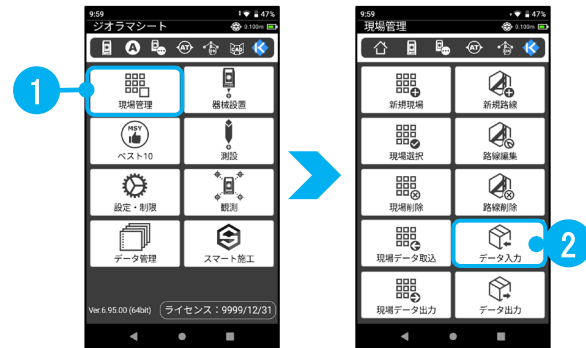 9:59
47%
ジオラマシート
0.100m
A
AT
1
現場管理
器械設置
MSY
ベスト10
測設
設定・制限
観測
データ管理
スマート施工
Ver.6.95.00 (64bit)
ライセンス：9999/12/31
9:59
47%
現場管理
0.100m
AT
新規現場
新規路線
現場選択
路線編集
現場削除
路線削除
現場データ取込
データ入力
2
現場データ出力
データ出力